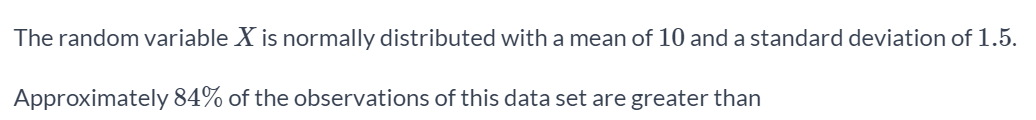 The random variable X is normally distributed with a mean of 10 and a standard deviation of 1.5.
Approximately 84% of the observations of this data set are greater than